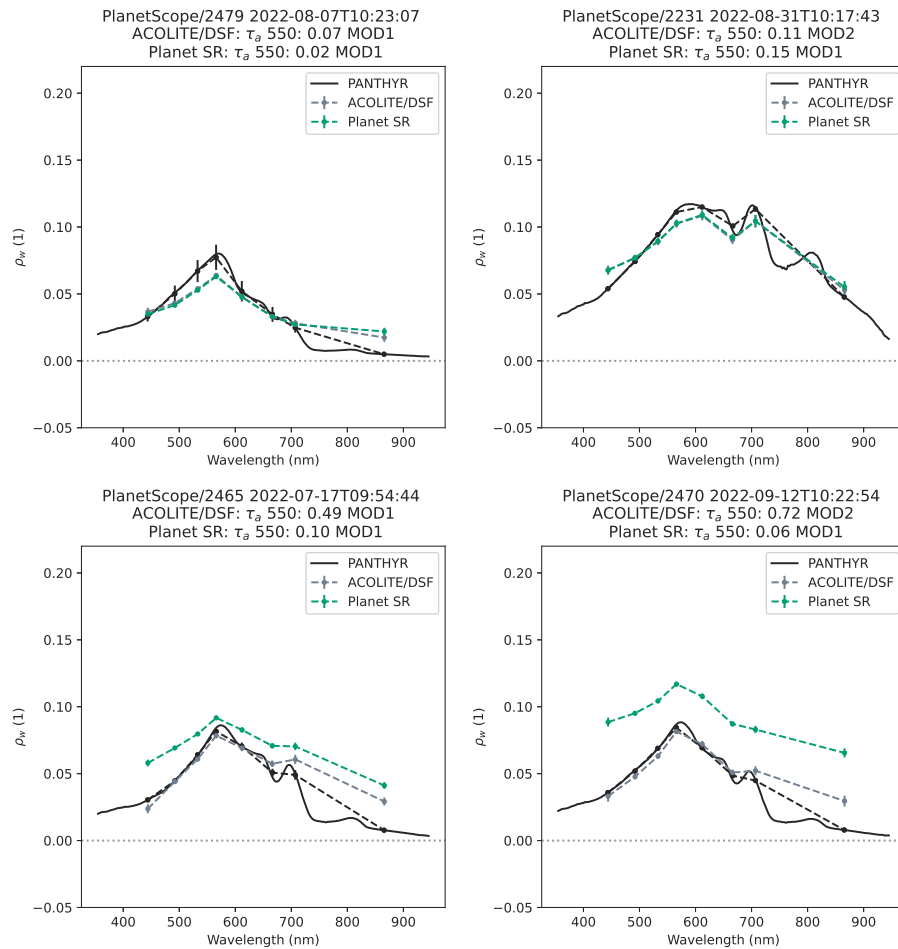 PlanetScope/2479 2022-08-07T10:23:07
ACOLITE/DSF: τa 550: 0.07 MOD1
Planet SR: τa 550: 0.02 MOD1
PANTHYR
ACOLITE/DSF
Planet SR
0.20
0.15
0.10
0.05
0.00
−0.05
ρw (1)
400 500 600 700 800 900
Wavelength (nm)
PlanetScope/2231 2022-08-31T10:17:43
ACOLITE/DSF: τa 550: 0.11 MOD2
Planet SR: τa 550: 0.15 MOD1
PANTHYR
ACOLITE/DSF
Planet SR
0.20
0.15
0.10
0.05
0.00
−0.05
ρw (1)
400 500 600 700 800 900
Wavelength (nm)
PlanetScope/2465 2022-07-17T09:54:44
ACOLITE/DSF: τa 550: 0.49 MOD1
Planet SR: τa 550: 0.10 MOD1
PANTHYR
ACOLITE/DSF
Planet SR
0.20
0.15
0.10
0.05
0.00
−0.05
ρw (1)
400 500 600 700 800 900
Wavelength (nm)
PlanetScope/2470 2022-09-12T10:22:54
ACOLITE/DSF: τa 550: 0.72 MOD2
Planet SR: τa 550: 0.06 MOD1
PANTHYR
ACOLITE/DSF
Planet SR
0.20
0.15
0.10
0.05
0.00
−0.05
ρw (1)
400 500 600 700 800 900
Wavelength (nm)